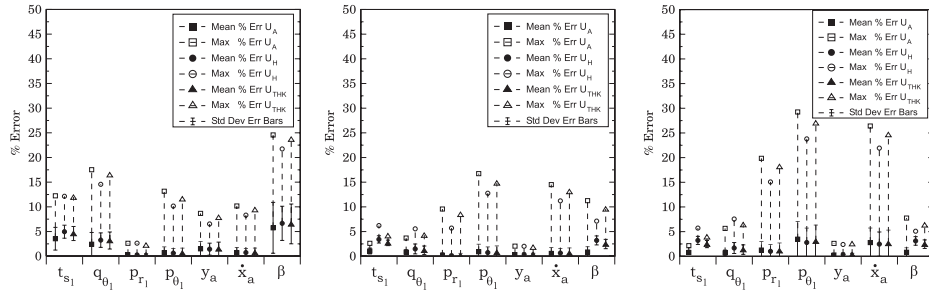 50
45
40
35
30
25
20
15
10
5
0
% Error
Mean % Err U_A
Max % Err U_A
Mean % Err U_H
Max % Err U_H
Mean % Err U_THK
Max % Err U_THK
Std Dev Err Bars
t_s₁ q_θ₁ p_r₁ p_θ₁ y_a ẋ_a β
50
45
40
35
30
25
20
15
10
5
0
% Error
Mean % Err U_A
Max % Err U_A
Mean % Err U_H
Max % Err U_H
Mean % Err U_THK
Max % Err U_THK
Std Dev Err Bars
t_s₁ q_θ₁ p_r₁ p_θ₁ y_a ẋ_a β
50
45
40
35
30
25
20
15
10
5
0
% Error
Mean % Err U_A
Max % Err U_A
Mean % Err U_H
Max % Err U_H
Mean % Err U_THK
Max % Err U_THK
Std Dev Err Bars
t_s₁ q_θ₁ p_r₁ p_θ₁ y_a ẋ_a β